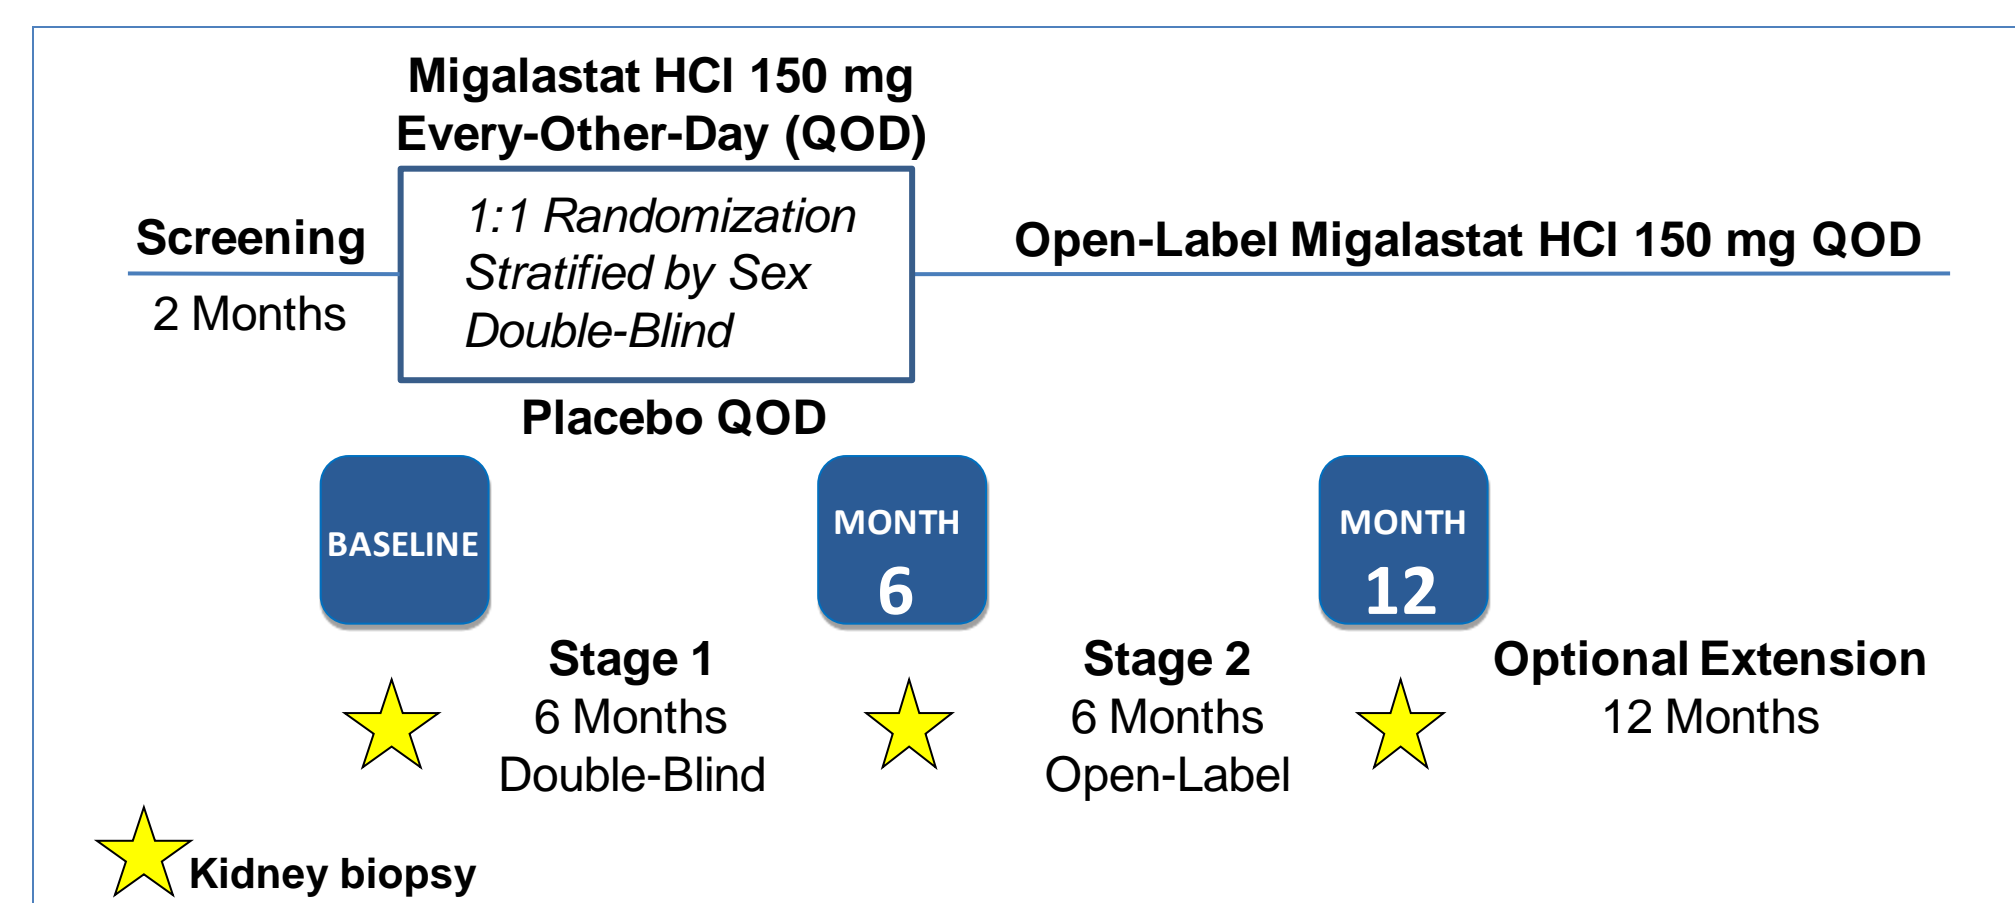 Migalastat HCl 150 mg
Every-Other-Day (QOD)
Screening
2 Months
1:1 Randomization
Stratified by Sex
Double-Blind
Open-Label Migalastat HCl 150 mg QOD
Placebo QOD
BASELINE
MONTH
6
MONTH
12
Stage 1
6 Months
Double-Blind
Stage 2
6 Months
Open-Label
Optional Extension
12 Months
Kidney biopsy